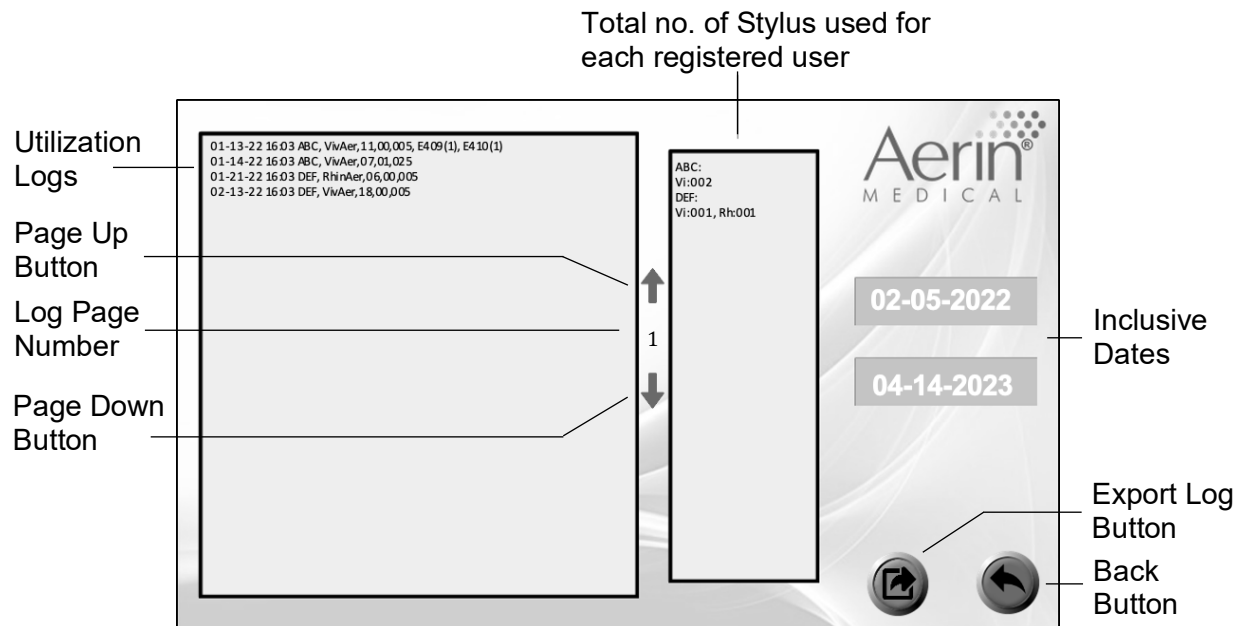 Total no. of Stylus used for
each registered user
Utilization
Logs
Page Up
Button
Log Page
Number
Page Down
Button
01-13-22 16:03 ABC, VivAer,11,00,005, E409(1), E410(1)
01-14-22 16:03 ABC, VivAer,07,01,025
01-21-22 16:03 DEF, RhinAer,06,00,005
02-13-22 16:03 DEF, VivAer,18,00,005
1
ABC:
Vi:002
DEF:
Vi:001, Rh:001
Aerin®
MEDICAL
02-05-2022
04-14-2023
Inclusive
Dates
Export Log
Button
Back
Button